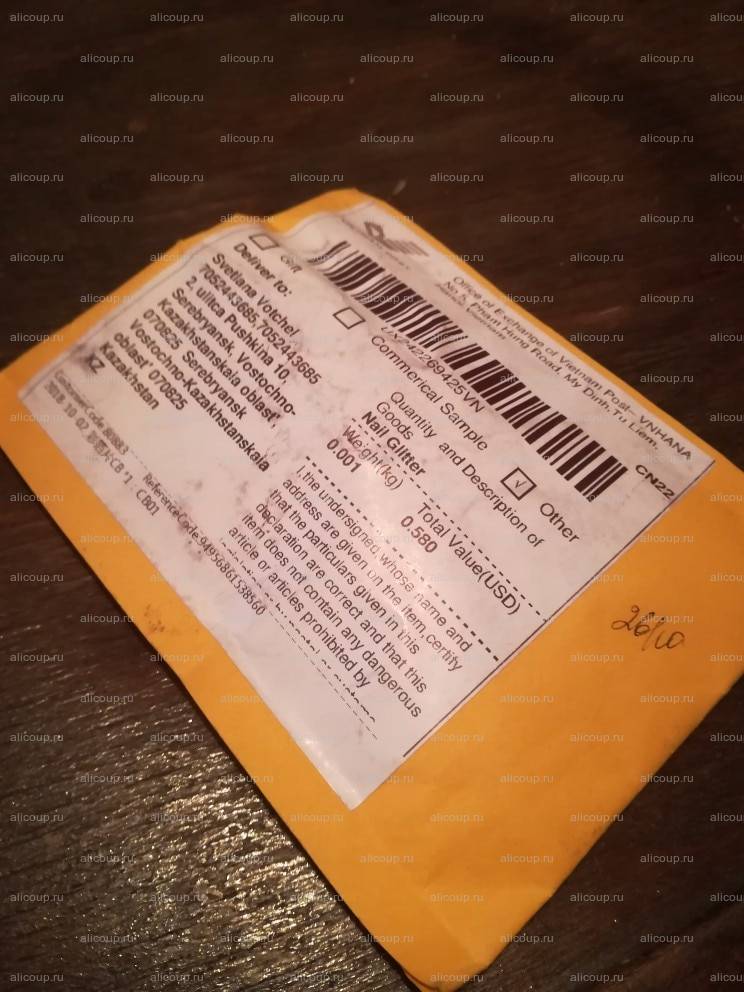 Office of Exchange of Vietnam Post-- VNHANA
No.5, Pham Hung Road, My Dinh, Tu Liem,
Hanoi, Vietnam
CN22
Gift
Commerical Sample
Other
√
Deliver to:
Svetlana Votchel
7052443685,7052443685
2, ulitca Pushkina 10,
Serebryansk, Vostochno-
Kazakhstanskaia oblast',
070825 Serebryansk
Vostochno-Kazakhstanskaia
oblast' 070825
Kazakhstan
KZ
Quantity and Description of
Goods
Nail Glitter
Weight(kg) Total Value(USD)
0.001 0.580
I,the undersigned,whose name and
address are given on the item,certify
that the particulars given in this
declaration are correct and that this
item does not contain any dangerous
article or articles prohibited by
CB01
26/10
alicoup.ru